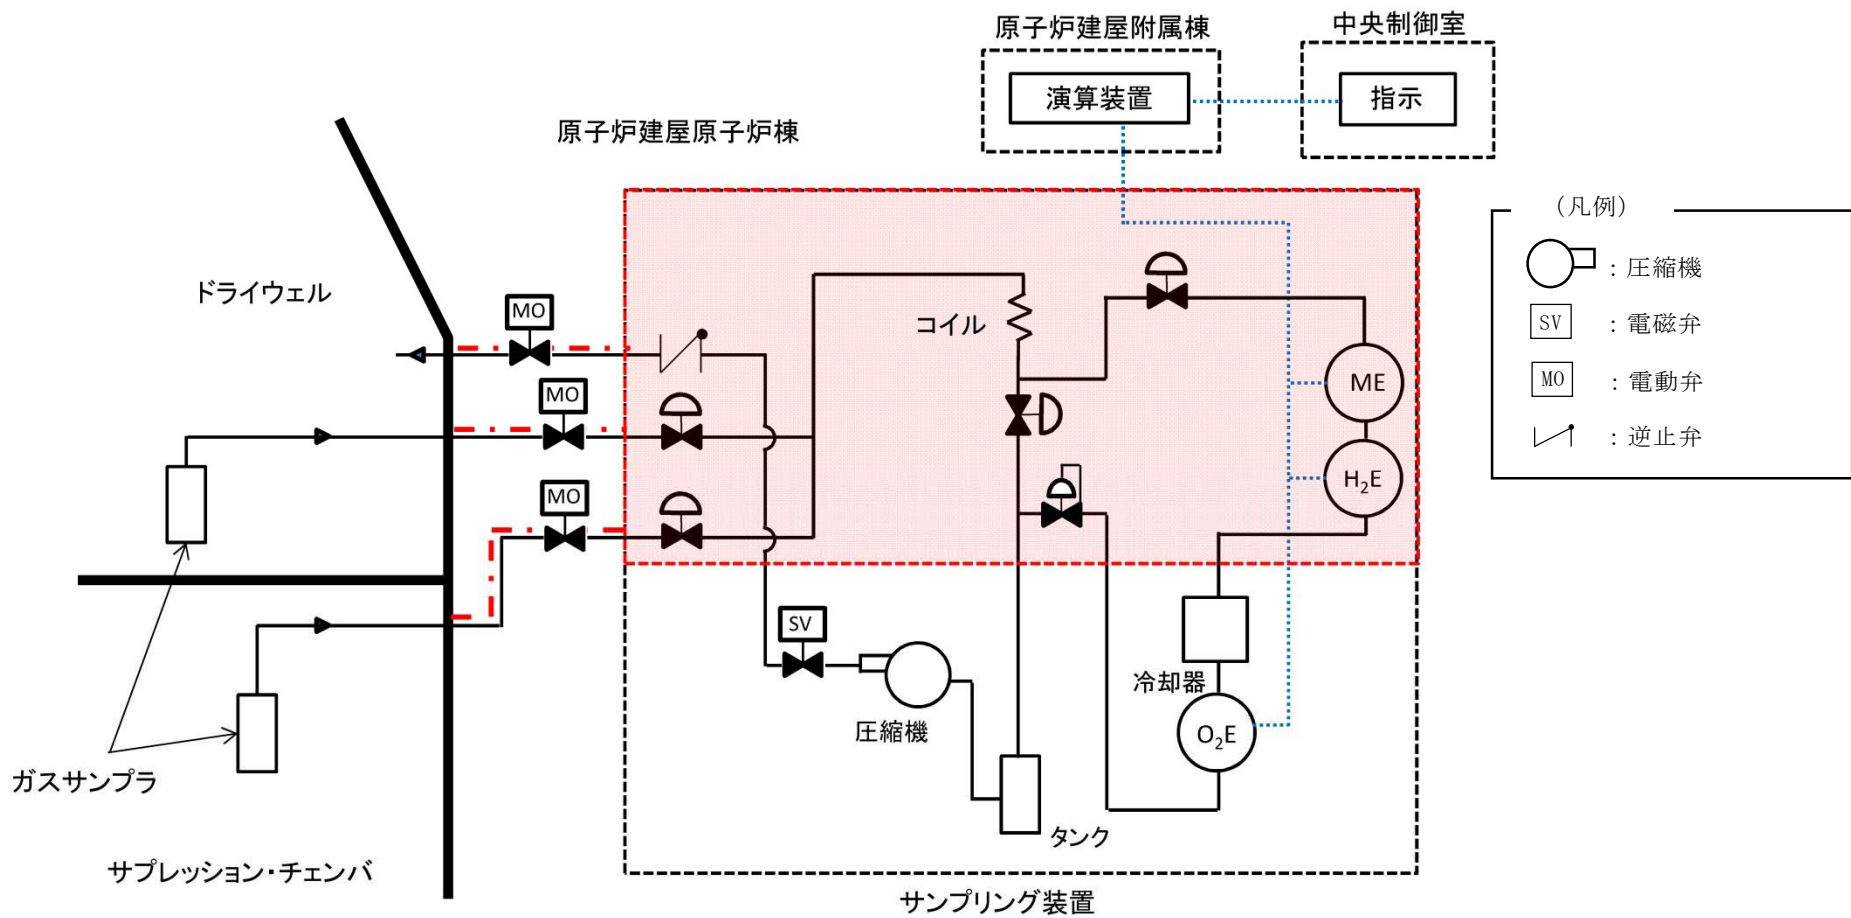 原子炉建屋附属棟
中央制御室
演算装置
指示
原子炉建屋原子炉棟
（凡例）
：圧縮機
SV
：電磁弁
MO
：電動弁
：逆止弁
ドライウェル
MO
コイル
MO
ME
H₂E
MO
SV
圧縮機
冷却器
O₂E
ガスサンプラ
タンク
サプレッション・チェンバ
サンプリング装置